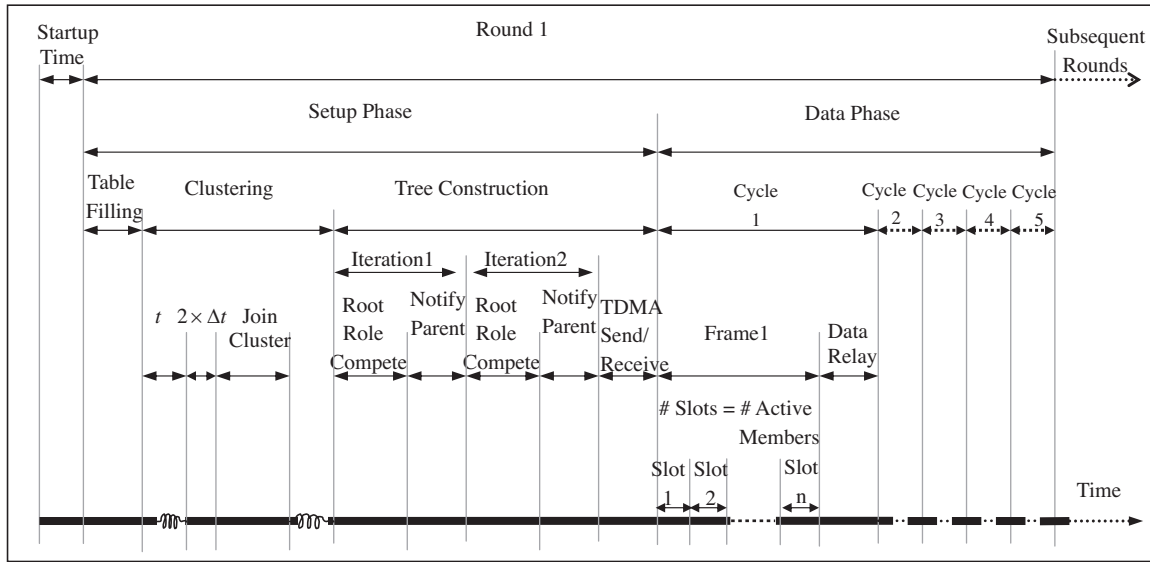 Startup
Time
Round 1
Subsequent
Rounds
Setup Phase
Data Phase
Table
Filling
Clustering
Tree Construction
Cycle
1
Cycle
2
Cycle
3
Cycle
4
Cycle
5
Iteration1
Iteration2
t
2 × Δt
Join
Cluster
Root
Role
Compete
Notify
Parent
Root
Role
Compete
Notify
Parent
TDMA
Send/
Receive
Frame1
Data
Relay
# Slots = # Active
Members
Slot
1
Slot
2
Slot
n
Time